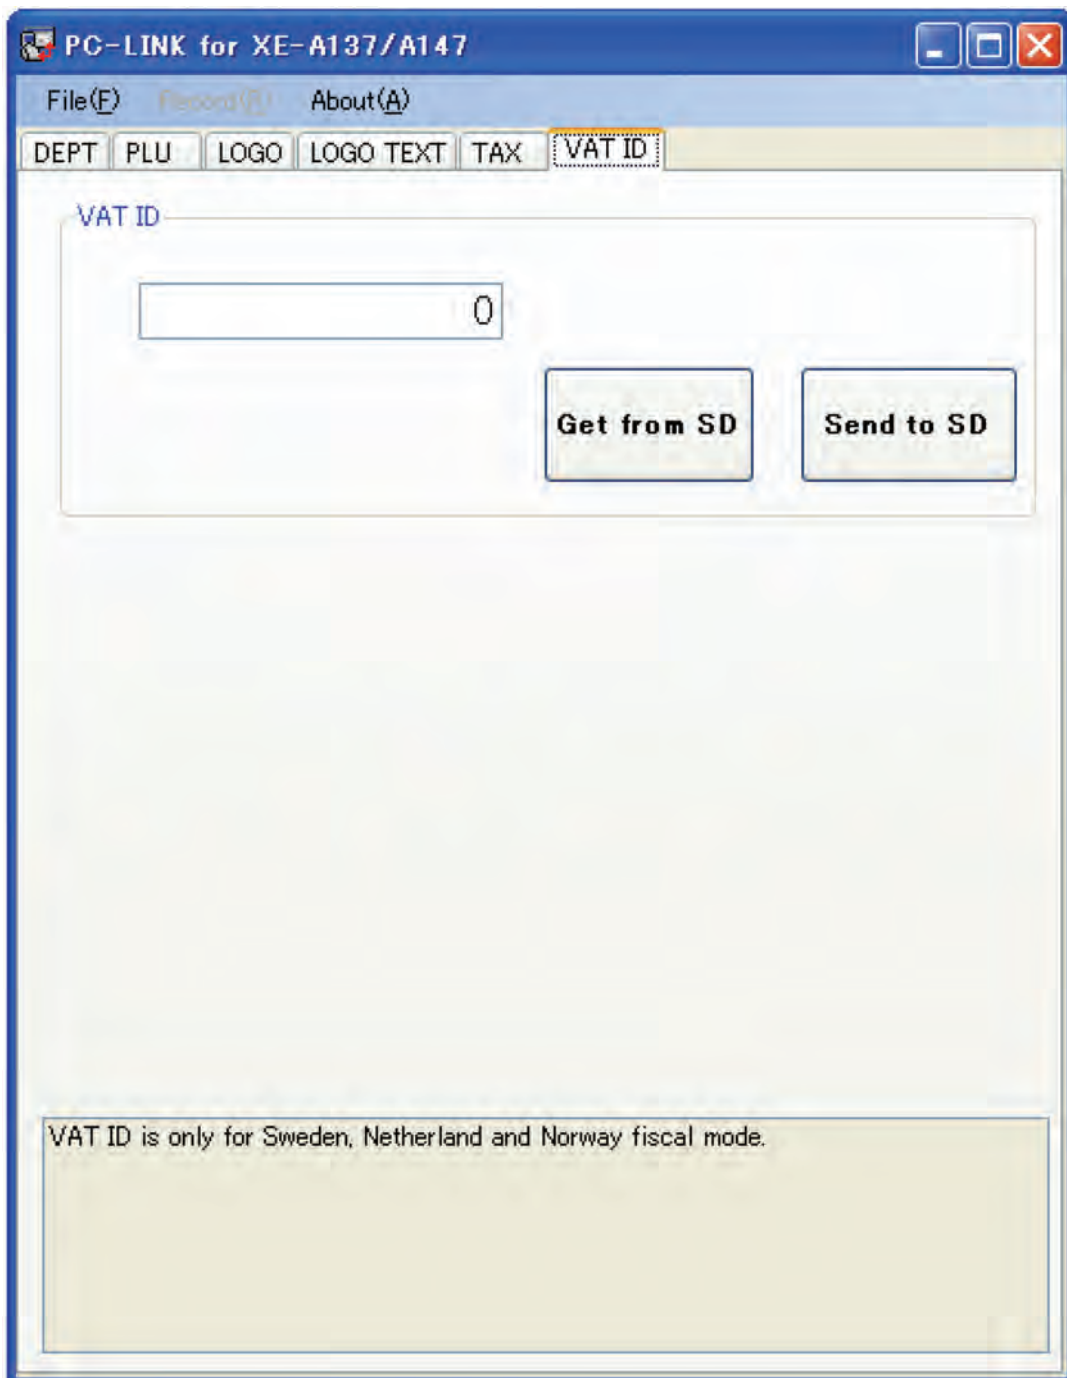 PC-LINK for XE-A137/A147
File(F) Record(R) About(A)
DEPT PLU LOGO LOGO TEXT TAX VAT ID
VAT ID
0
Get from SD Send to SD
VAT ID is only for Sweden, Netherland and Norway fiscal mode.